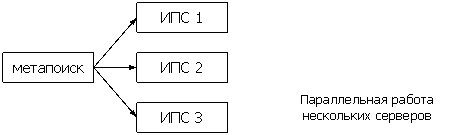 ИПС 1
метапоиск
ИПС 2
ИПС 3
Параллельная работа
нескольких серверов